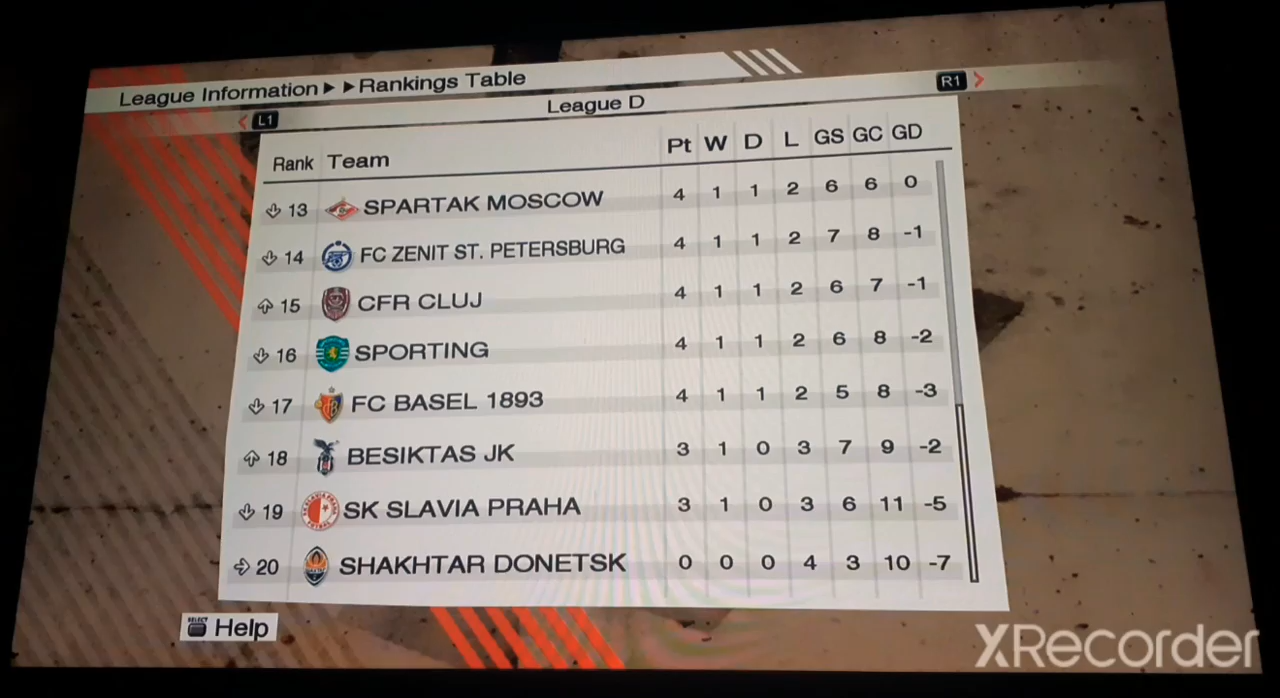 League Information ▶ ▶Rankings Table
L1 League D R1
Rank Team Pt W D L GS GC GD
13 SPARTAK MOSCOW 4 1 1 2 6 6 0
14 FC ZENIT ST. PETERSBURG 4 1 1 2 7 8 -1
15 CFR CLUJ 4 1 1 2 6 7 -1
16 SPORTING 4 1 1 2 6 8 -2
17 FC BASEL 1893 4 1 1 2 5 8 -3
18 BESIKTAS JK 3 1 0 3 7 9 -2
19 SK SLAVIA PRAHA 3 1 0 3 6 11 -5
20 SHAKHTAR DONETSK 0 0 0 4 3 10 -7
SELECT Help
XRecorder